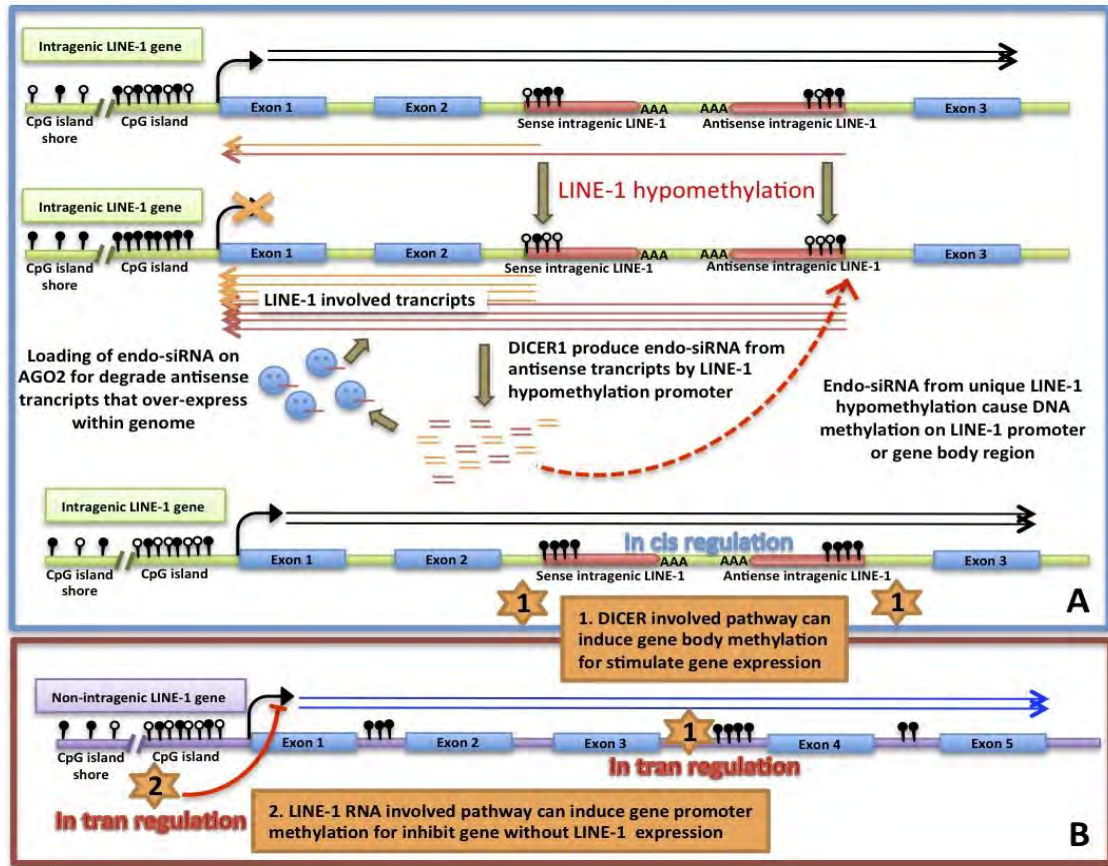 Intragenic LINE-1 gene
CpG island
shore
CpG island
Exon 1
Exon 2
Sense intragenic LINE-1
AAA
AAA
Antisense intragenic LINE-1
Exon 3
LINE-1 hypomethylation
Intragenic LINE-1 gene
CpG island
shore
CpG island
Exon 1
Exon 2
Sense intragenic LINE-1
AAA
AAA
Antisense intragenic LINE-1
Exon 3
LINE-1 involved trancripts
Loading of endo-siRNA on
AGO2 for degrade antisense
trancripts that over-express
within genome
DICER1 produce endo-siRNA from
antisense trancripts by LINE-1
hypomethylation promoter
Endo-siRNA from unique LINE-1
hypomethylation cause DNA
methylation on LINE-1 promoter
or gene body region
Intragenic LINE-1 gene
CpG island
shore
CpG island
Exon 1
Exon 2
In cis regulation
Sense intragenic LINE-1
AAA
AAA
Antisense intragenic LINE-1
Exon 3
1
1
1. DICER involved pathway can
induce gene body methylation
for stimulate gene expression
A
Non-intragenic LINE-1 gene
CpG island
shore
CpG island
Exon 1
Exon 2
Exon 3
1
Exon 4
Exon 5
In tran regulation
2
In tran regulation
2. LINE-1 RNA involved pathway can induce gene promoter
methylation for inhibit gene without LINE-1 expression
B